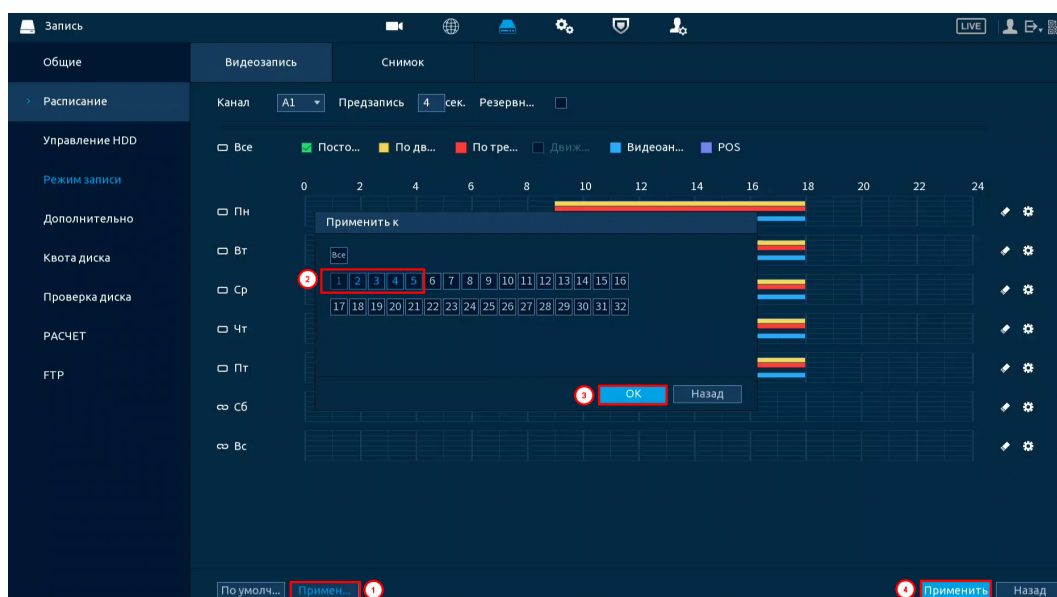 Запись LIVE
Общие Видеозапись Снимок
Расписание Канал A1 Предзапись 4 сек. Резервн...
Управление HDD Все Посто... По дв... По тре... Движ... Видеоан... POS
Режим записи 0 2 4 6 8 10 12 14 16 18 20 22 24
Дополнительно Пн Применить к
Квота диска Вт Все
2 1 2 3 4 5 6 7 8 9 10 11 12 13 14 15 16
Проверка диска Ср 17 18 19 20 21 22 23 24 25 26 27 28 29 30 31 32
РАСЧЕТ Чт
FTP Пт
3 OK Назад
Сб
Вс
По умолч... Примен... 1 4 Применить Назад